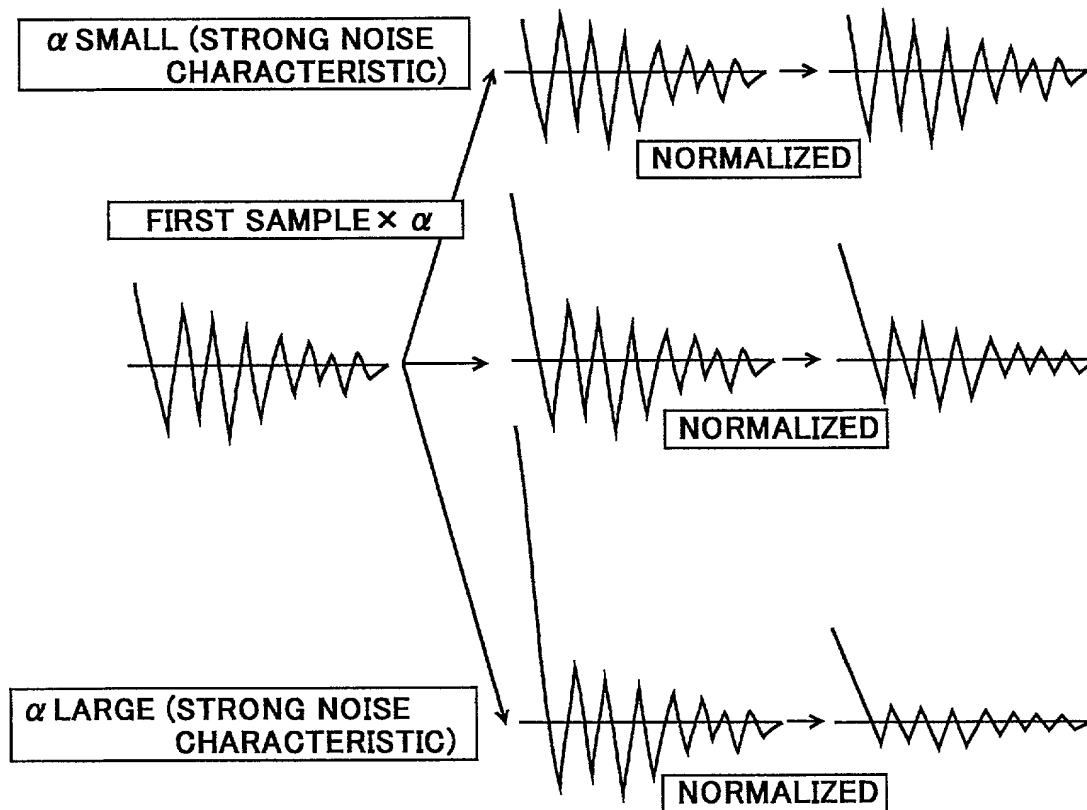 α SMALL (STRONG NOISE
CHARACTERISTIC)
NORMALIZED
FIRST SAMPLE × α
NORMALIZED
α LARGE (STRONG NOISE
CHARACTERISTIC)
NORMALIZED